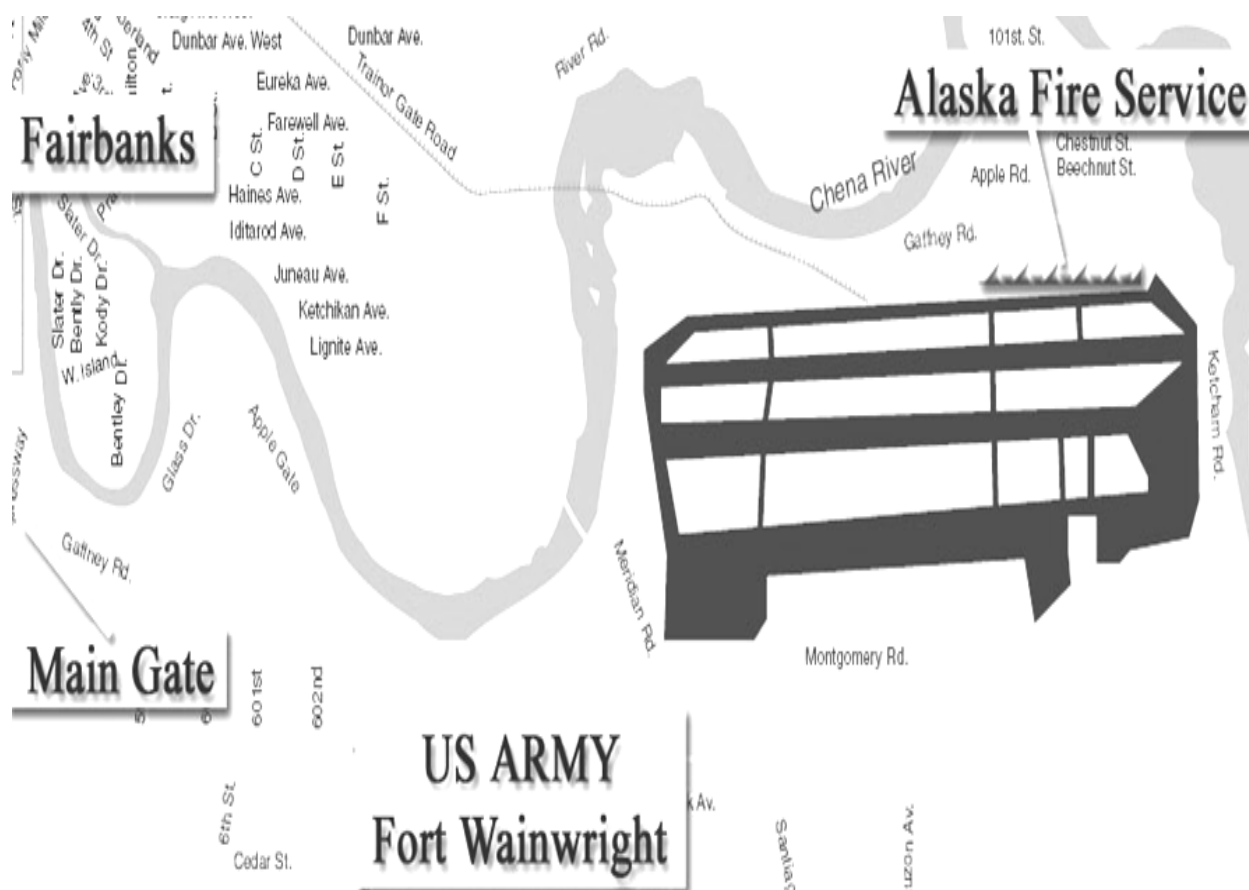 4th St
Dunbar Ave. West
Dunbar Ave.
River Rd.
101st. St.
Eureka Ave.
Trainor Gate Road
Alaska Fire Service
Fairbanks
Farewell Ave.
C St.
D St.
E St.
F St.
Chestnut St.
Beechnut St.
Apple Rd.
Chena River
Haines Ave.
Iditarod Ave.
Gaffney Rd.
Slater Dr.
Juneau Ave.
Slater Dr.
Bently Dr.
Kody Dr.
Ketchikan Ave.
Lignite Ave.
W. Island
Bentley Dr.
Ketcham Rd.
Glass Dr.
Apple Gate
Gaffney Rd.
Meridian Rd.
Main Gate
Montgomery Rd.
601st
602nd
US ARMY
Fort Wainwright
6th St.
Cedar St.